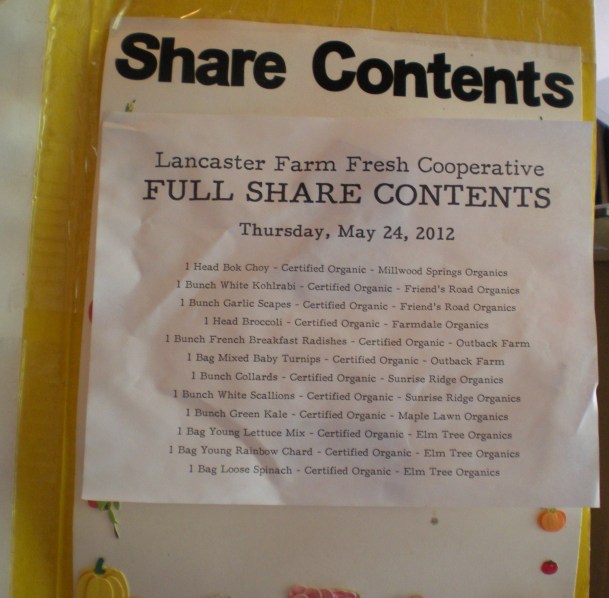 Share Contents
Lancaster Farm Fresh Cooperative
FULL SHARE CONTENTS
Thursday, May 24, 2012
1 Head Bok Choy - Certified Organic - Millwood Springs Organics
1 Bunch White Kohlrabi - Certified Organic - Friend's Road Organics
1 Bunch Garlic Scapes - Certified Organic - Friend's Road Organics
1 Head Broccoli - Certified Organic - Farmdale Organics
1 Bunch French Breakfast Radishes - Certified Organic - Outback Farm
1 Bag Mixed Baby Turnips - Certified Organic - Outback Farm
1 Bunch Collards - Certified Organic - Sunrise Ridge Organics
1 Bunch White Scallions - Certified Organic - Sunrise Ridge Organics
1 Bunch Green Kale - Certified Organic - Maple Lawn Organics
1 Bag Young Lettuce Mix - Certified Organic - Elm Tree Organics
1 Bag Young Rainbow Chard - Certified Organic - Elm Tree Organics
1 Bag Loose Spinach - Certified Organic - Elm Tree Organics